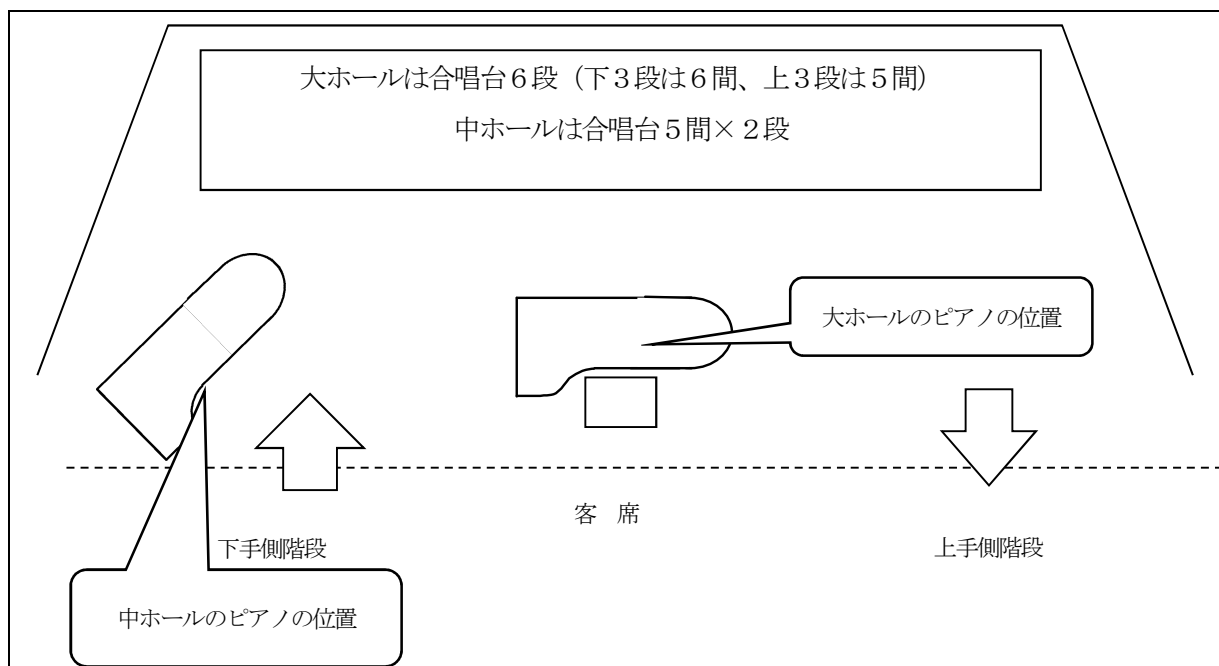 大ホールは合唱台６段（下３段は６間、上３段は５間）
中ホールは合唱台５間×２段
大ホールのピアノの位置
客　席
下手側階段
上手側階段
中ホールのピアノの位置